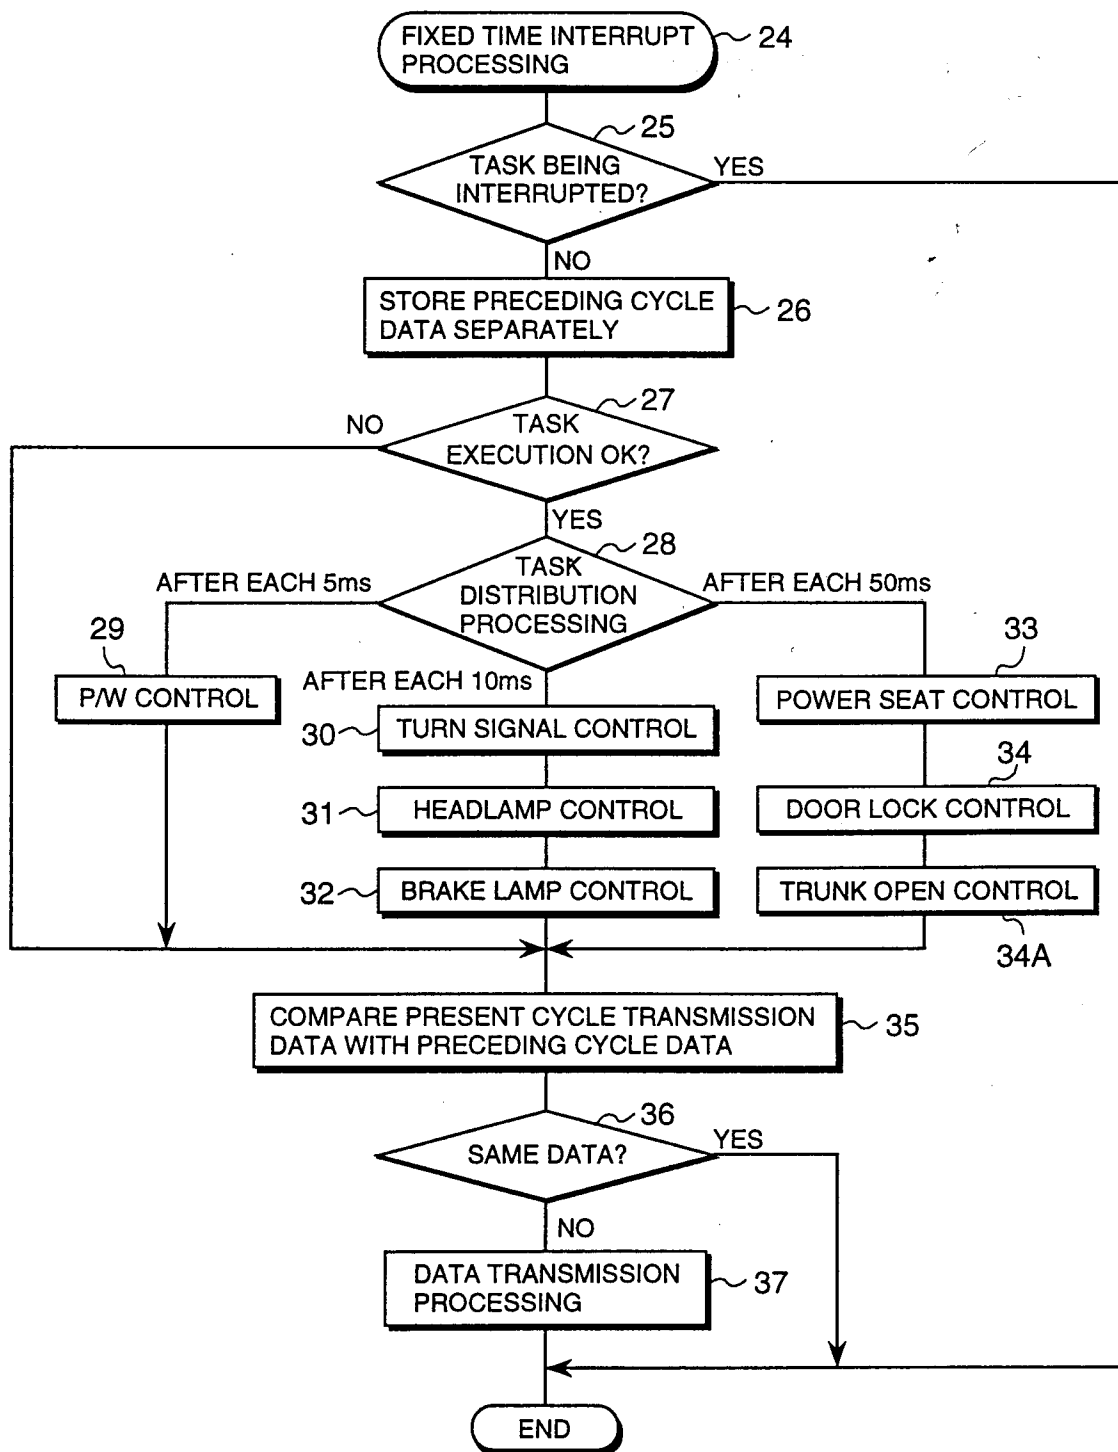 FIXED TIME INTERRUPT
PROCESSING
24
25
TASK BEING
INTERRUPTED?
YES
NO
STORE PRECEDING CYCLE
DATA SEPARATELY
26
27
NO
TASK
EXECUTION OK?
YES
28
AFTER EACH 5ms
TASK
DISTRIBUTION
PROCESSING
AFTER EACH 50ms
29
P/W CONTROL
AFTER EACH 10ms
30
TURN SIGNAL CONTROL
31
HEADLAMP CONTROL
32
BRAKE LAMP CONTROL
33
POWER SEAT CONTROL
34
DOOR LOCK CONTROL
TRUNK OPEN CONTROL
34A
COMPARE PRESENT CYCLE TRANSMISSION
DATA WITH PRECEDING CYCLE DATA
35
36
SAME DATA?
YES
NO
DATA TRANSMISSION
PROCESSING
37
END